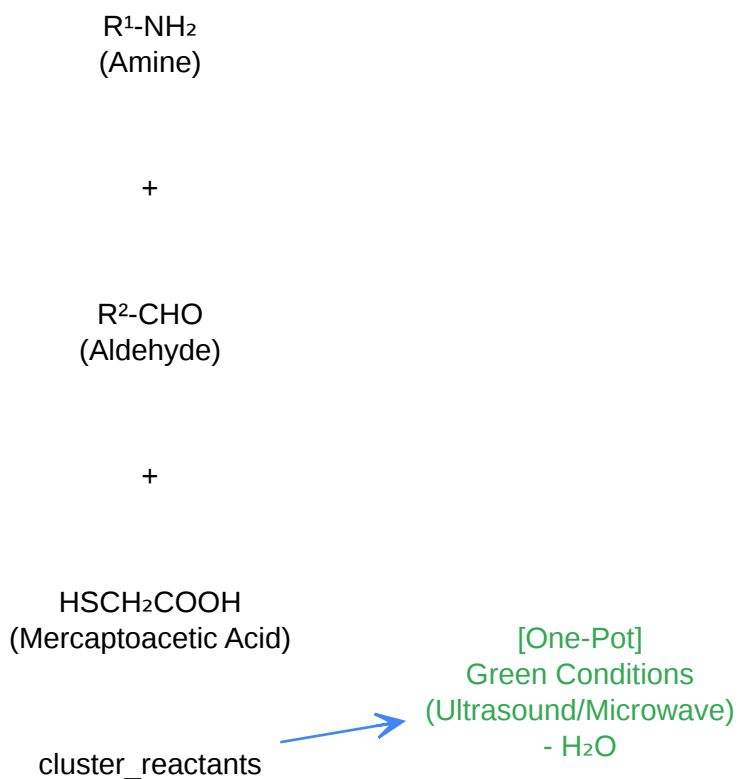 R¹-NH₂
(Amine)
+
R²-CHO
(Aldehyde)
+
HSCH₂COOH
(Mercaptoacetic Acid)
[One-Pot]
Green Conditions
(Ultrasound/Microwave)
- H₂O
cluster_reactants